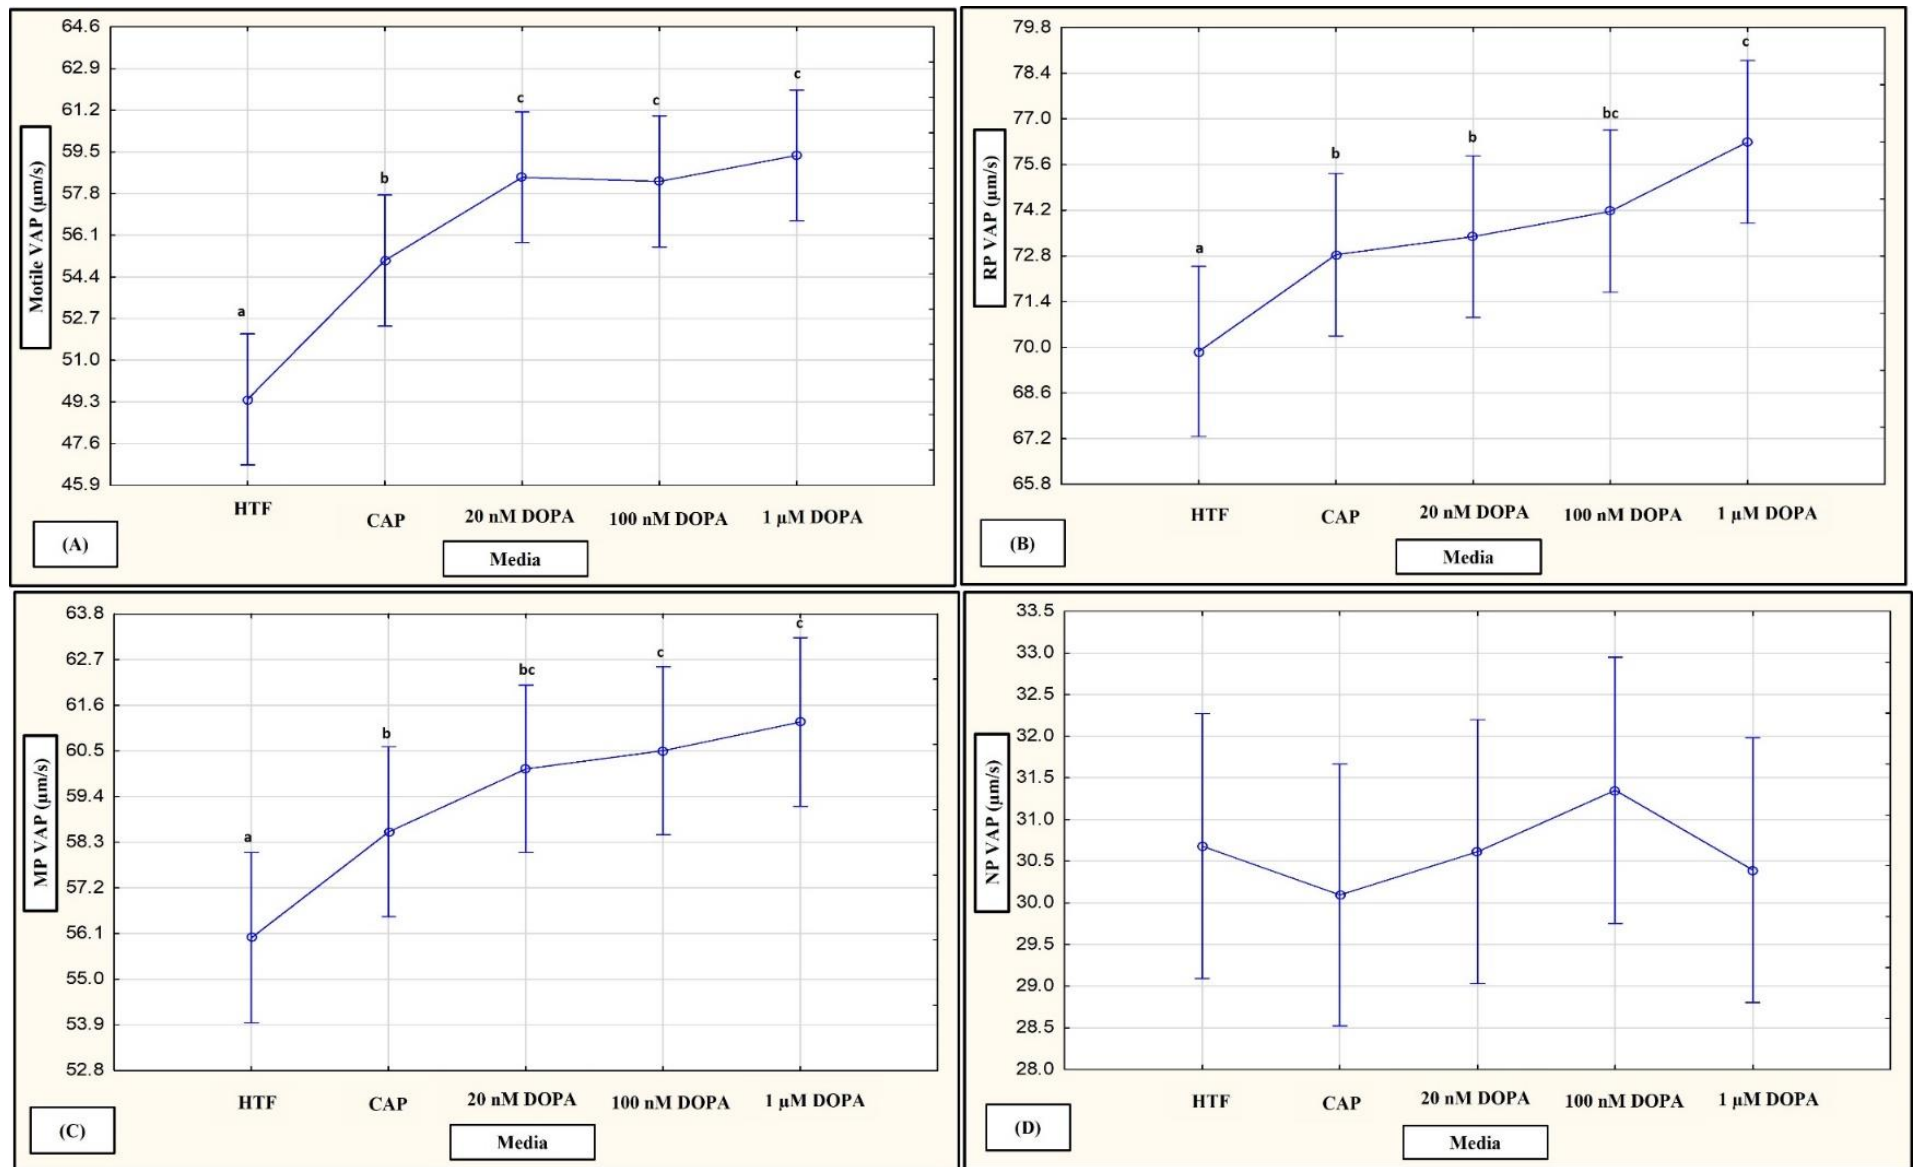 64.6
62.9
61.2
59.5
57.8
56.1
54.4
52.7
51.0
49.3
47.6
45.9
Motile VAP (µm/s)
a
b
c
c
c
HTF
CAP
20 nM DOPA
100 nM DOPA
1 µM DOPA
(A)
Media
79.8
78.4
77.0
75.6
74.2
72.8
71.4
70.0
68.6
67.2
65.8
RP VAP (µm/s)
a
b
b
bc
c
HTF
CAP
20 nM DOPA
100 nM DOPA
1 µM DOPA
(B)
Media
63.8
62.7
61.6
60.5
59.4
58.3
57.2
56.1
55.0
53.9
52.8
MP VAP (µm/s)
a
b
bc
c
c
HTF
CAP
20 nM DOPA
100 nM DOPA
1 µM DOPA
(C)
Media
33.5
33.0
32.5
32.0
31.5
31.0
30.5
30.0
29.5
29.0
28.5
28.0
NP VAP (µm/s)
HTF
CAP
20 nM DOPA
100 nM DOPA
1 µM DOPA
(D)
Media